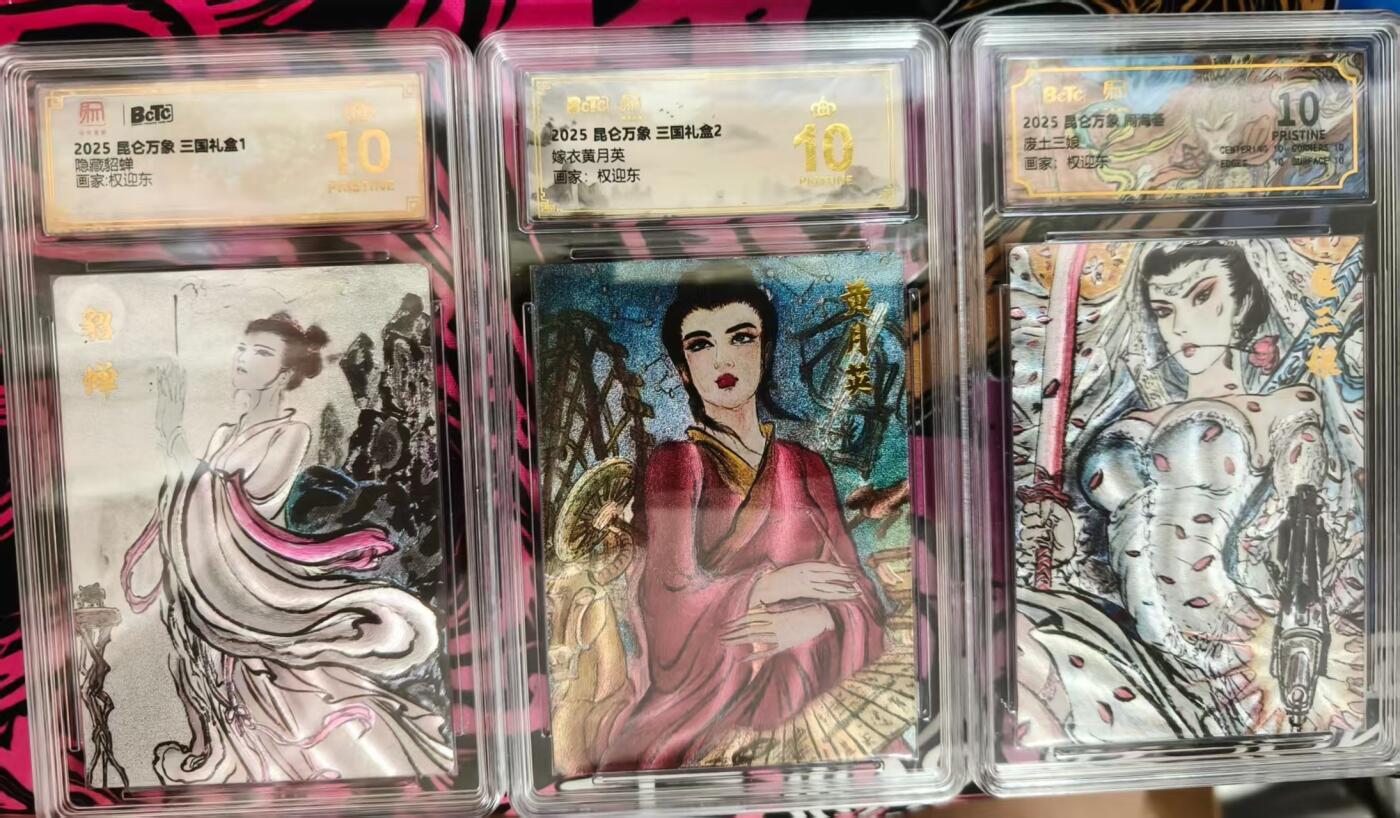 BCTC
2025 昆仑万象 三国礼盒1
隐藏貂蝉
画家:权迎东
10
PRISTINE
貂蝉
BCTC
2025 昆仑万象 三国礼盒2
嫁衣黄月英
画家：权迎东
10
PRISTINE
黄月英
BCTC
2025 昆仑万象
废土三娘
画家：权迎东
10
PRISTINE
CENTERING 10 CORNERS 10
EDGES 10 SURFACE 10
三娘